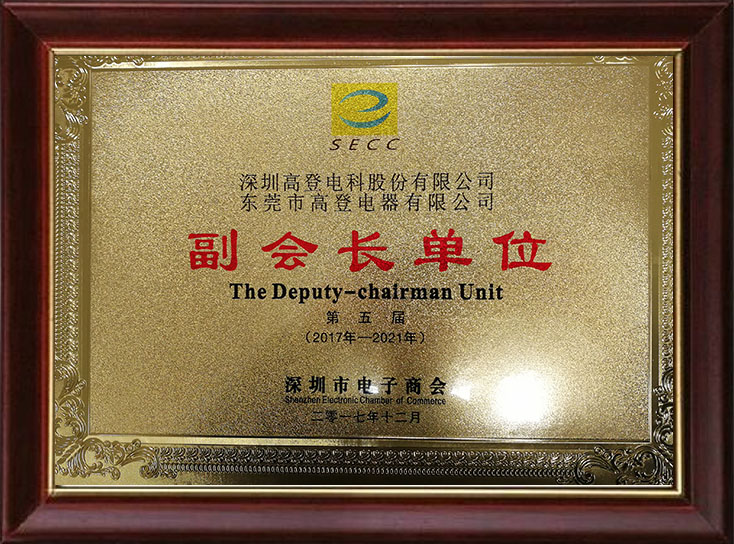 SECC
深圳高登电科股份有限公司
东莞市高登电器有限公司
副会长单位
The Deputy-chairman Unit
第五届
(2017年—2021年)
深圳市电子商会
Shenzhen Electronic Chamber of Commerce
二零一七年十二月